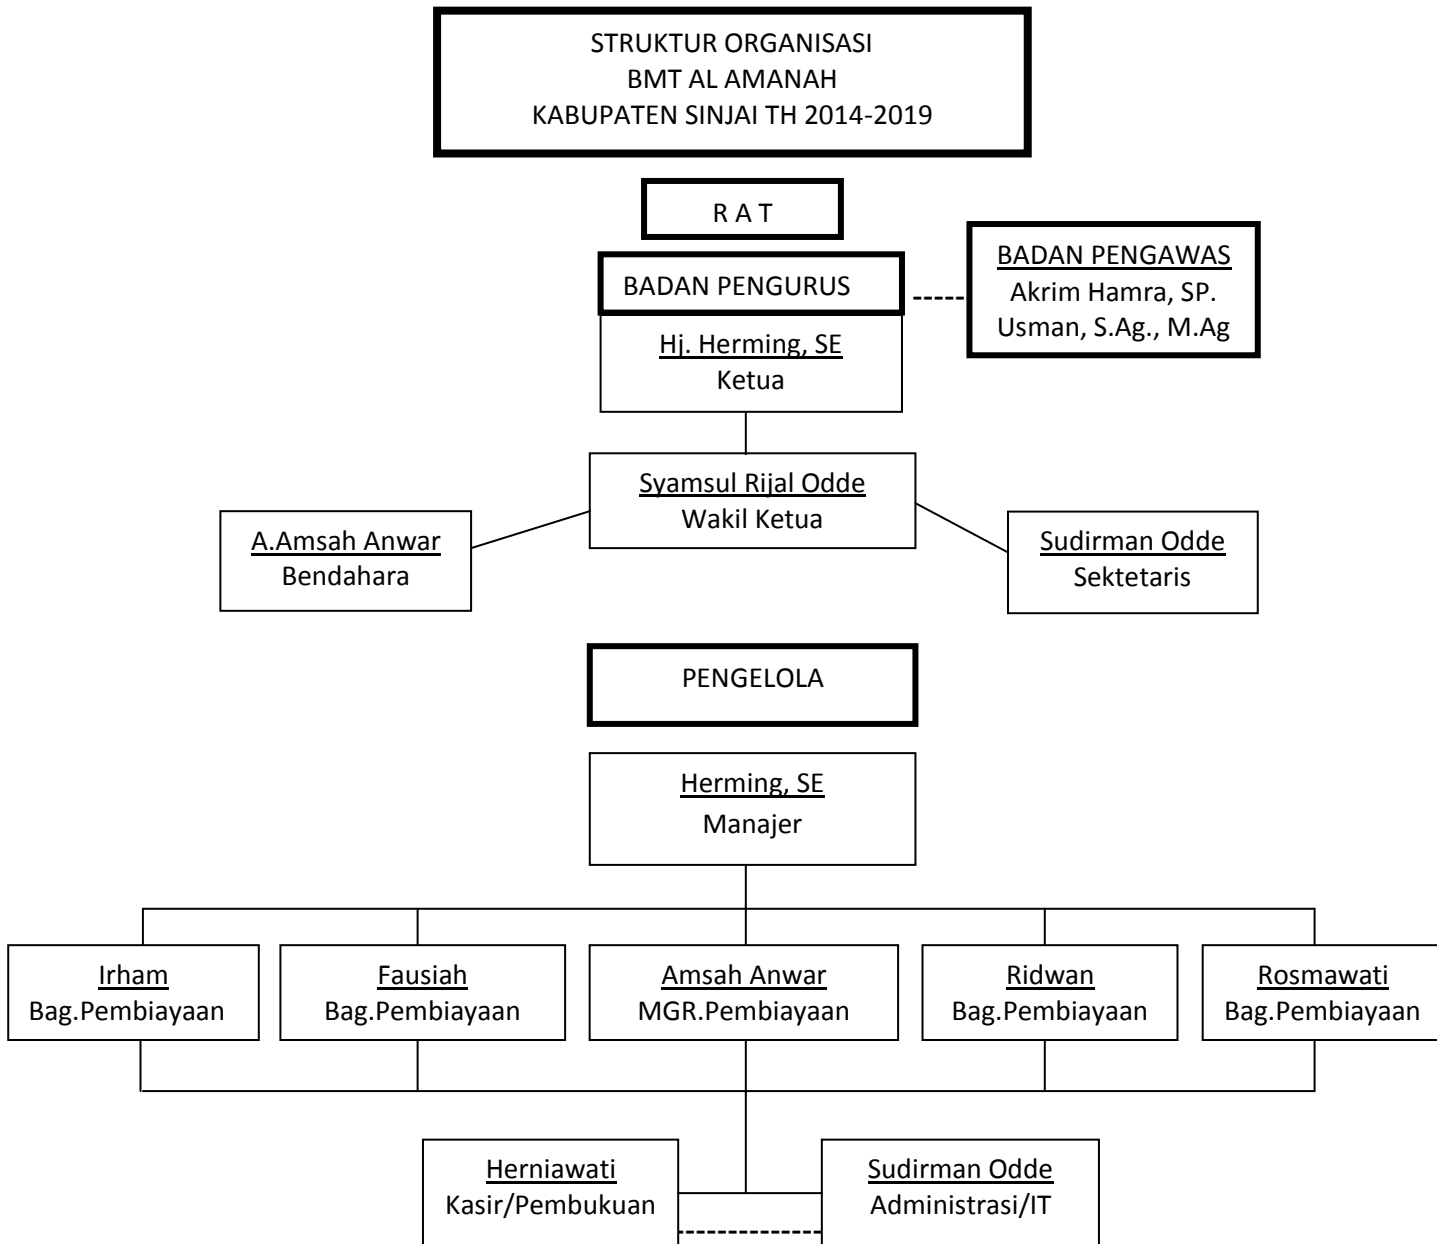 STRUKTUR ORGANISASI
BMT AL AMANAH
KABUPATEN SINJAI TH 2014-2019
R A T
BADAN PENGURUS
BADAN PENGAWAS
Akrim Hamra, SP.
Usman, S.Ag., M.Ag
Hj. Herming, SE
Ketua
Syamsul Rijal Odde
Wakil Ketua
A.Amsah Anwar
Bendahara
Sudirman Odde
Sektetaris
PENGELOLA
Herming, SE
Manajer
Irham
Bag.Pembiayaan
Fausiah
Bag.Pembiayaan
Amsah Anwar
MGR.Pembiayaan
Ridwan
Bag.Pembiayaan
Rosmawati
Bag.Pembiayaan
Herniawati
Kasir/Pembukuan
Sudirman Odde
Administrasi/IT